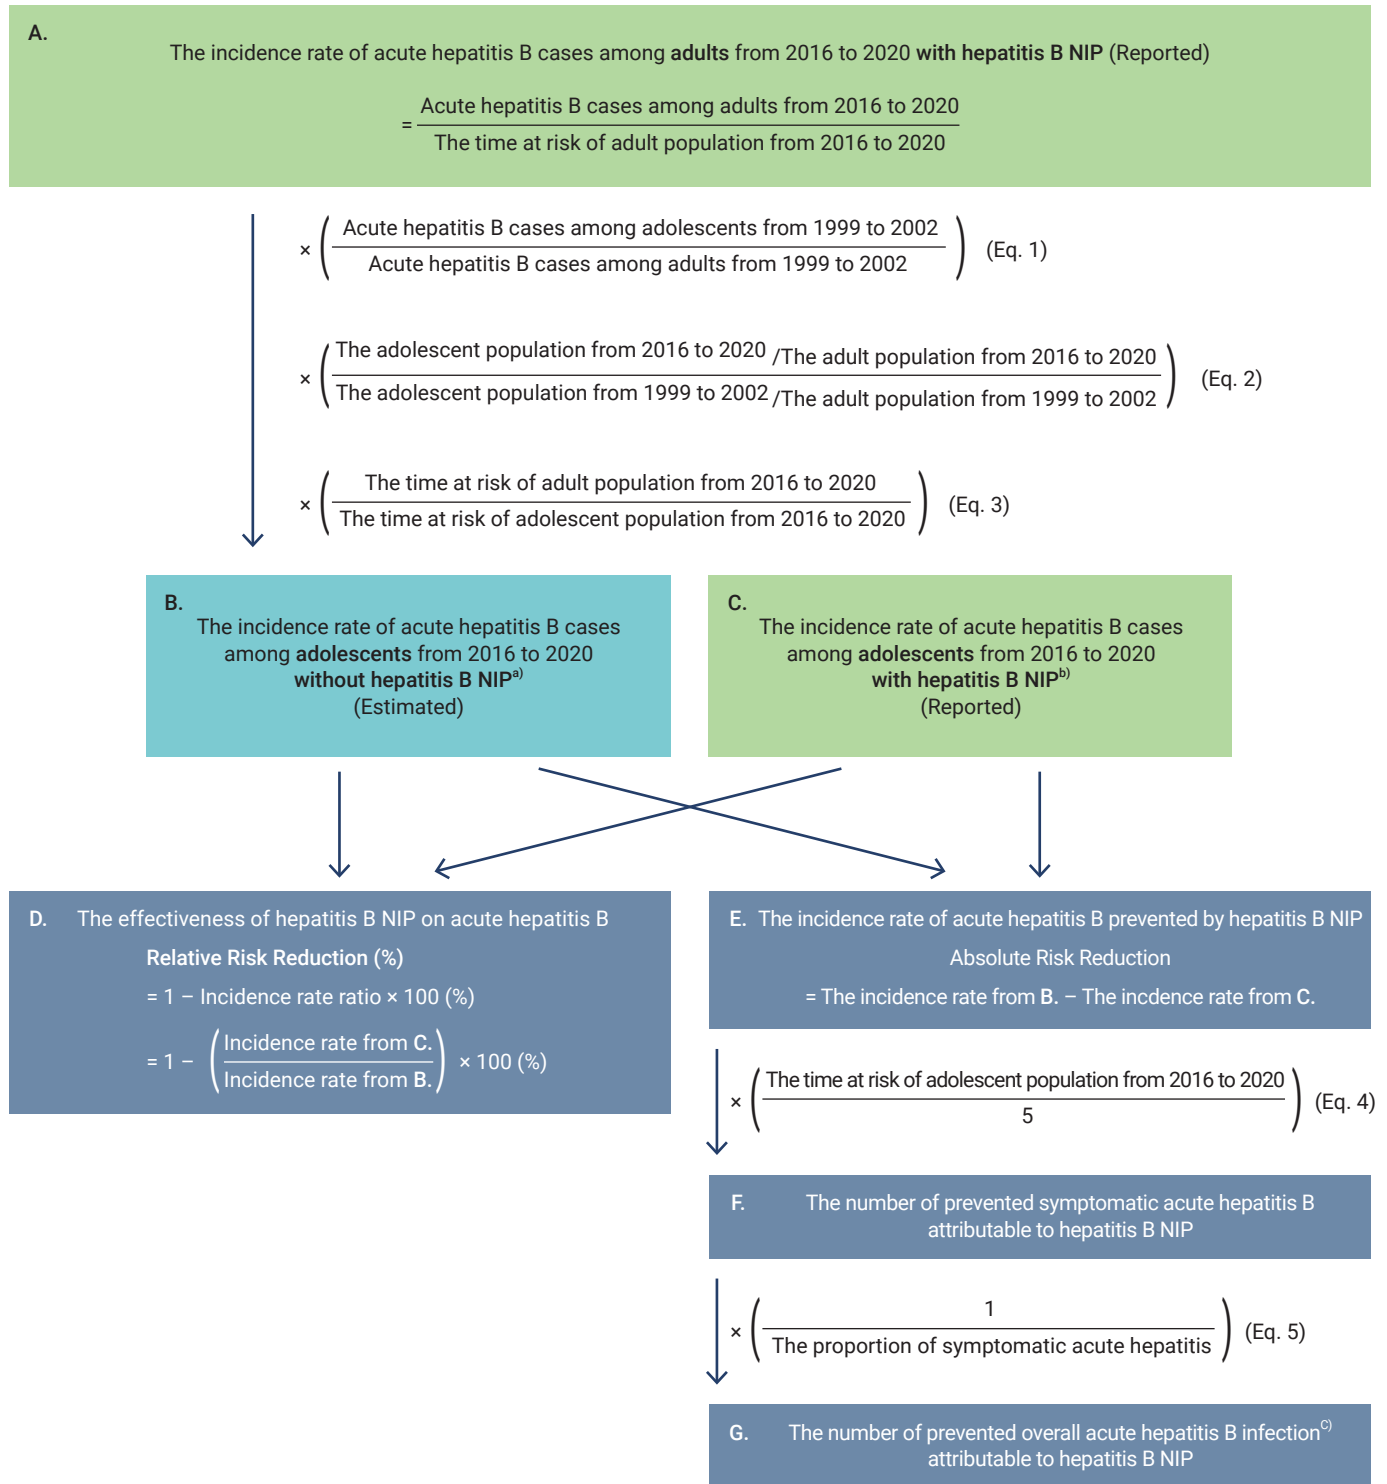 A.
The incidence rate of acute hepatitis B cases among adults from 2016 to 2020 with hepatitis B NIP (Reported)
= Acute hepatitis B cases among adults from 2016 to 2020
The time at risk of adult population from 2016 to 2020
× ( Acute hepatitis B cases among adolescents from 1999 to 2002
Acute hepatitis B cases among adults from 1999 to 2002 ) (Eq. 1)
× ( The adolescent population from 2016 to 2020 /The adult population from 2016 to 2020
The adolescent population from 1999 to 2002 /The adult population from 1999 to 2002 ) (Eq. 2)
× ( The time at risk of adult population from 2016 to 2020
The time at risk of adolescent population from 2016 to 2020 ) (Eq. 3)
B.
The incidence rate of acute hepatitis B cases
among adolescents from 2016 to 2020
without hepatitis B NIPa)
(Estimated)
C.
The incidence rate of acute hepatitis B cases
among adolescents from 2016 to 2020
with hepatitis B NIPb)
(Reported)
D. The effectiveness of hepatitis B NIP on acute hepatitis B
Relative Risk Reduction (%)
= 1 − Incidence rate ratio × 100 (%)
= 1 − ( Incidence rate from C.
Incidence rate from B. ) × 100 (%)
E. The incidence rate of acute hepatitis B prevented by hepatitis B NIP
Absolute Risk Reduction
= The incidence rate from B. − The incdence rate from C.
× ( The time at risk of adolescent population from 2016 to 2020
5 ) (Eq. 4)
F. The number of prevented symptomatic acute hepatitis B
attributable to hepatitis B NIP
× ( 1
The proportion of symptomatic acute hepatitis ) (Eq. 5)
G. The number of prevented overall acute hepatitis B infectionC)
attributable to hepatitis B NIP